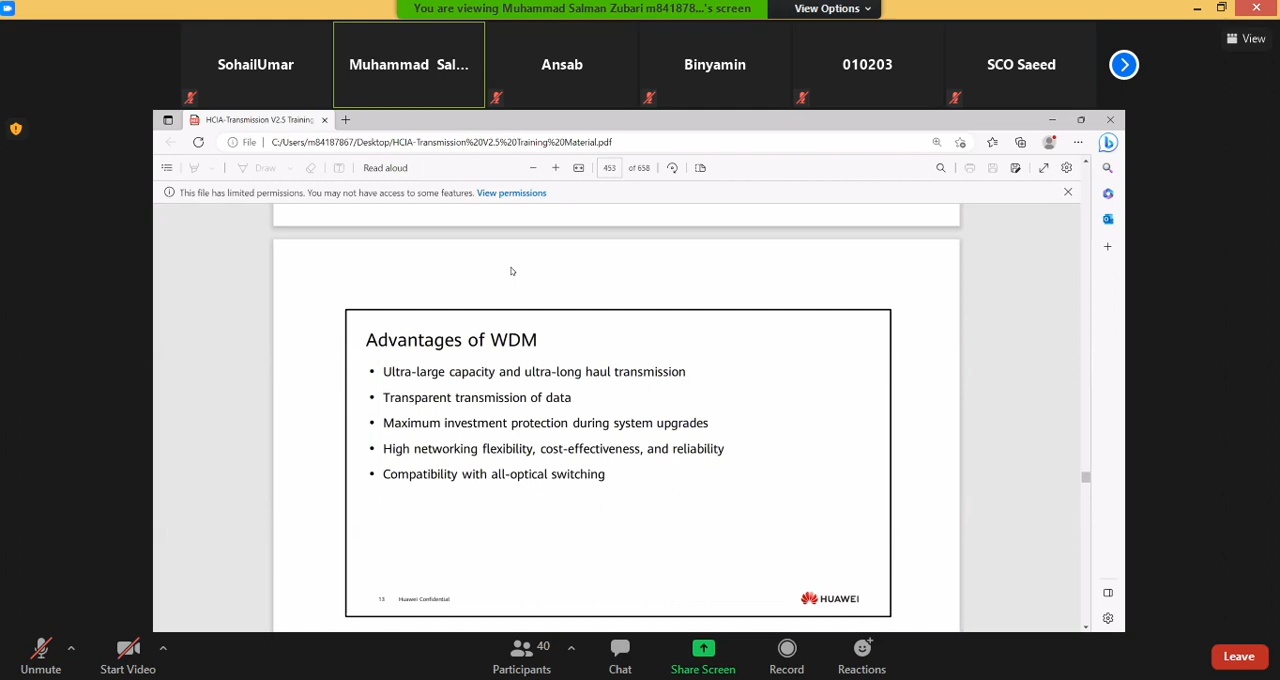 You are viewing Muhammad Salman Zubari m841878...'s screen
View Options
View
SohailUmar
Muhammad Sal...
Ansab
Binyamin
010203
SCO Saeed
HCIA-Transmission V2.5 Training
File
C:/Users/m84187867/Desktop/HCIA-Transmission%20V2.5%20Training%20Material.pdf
Draw
Read aloud
453 of 658
This file has limited permissions. You may not have access to some features. View permissions
Advantages of WDM
• Ultra-large capacity and ultra-long haul transmission
• Transparent transmission of data
• Maximum investment protection during system upgrades
• High networking flexibility, cost-effectiveness, and reliability
• Compatibility with all-optical switching
13 Huawei Confidential
HUAWEI
Unmute
Start Video
40
Participants
Chat
Share Screen
Record
Reactions
Leave